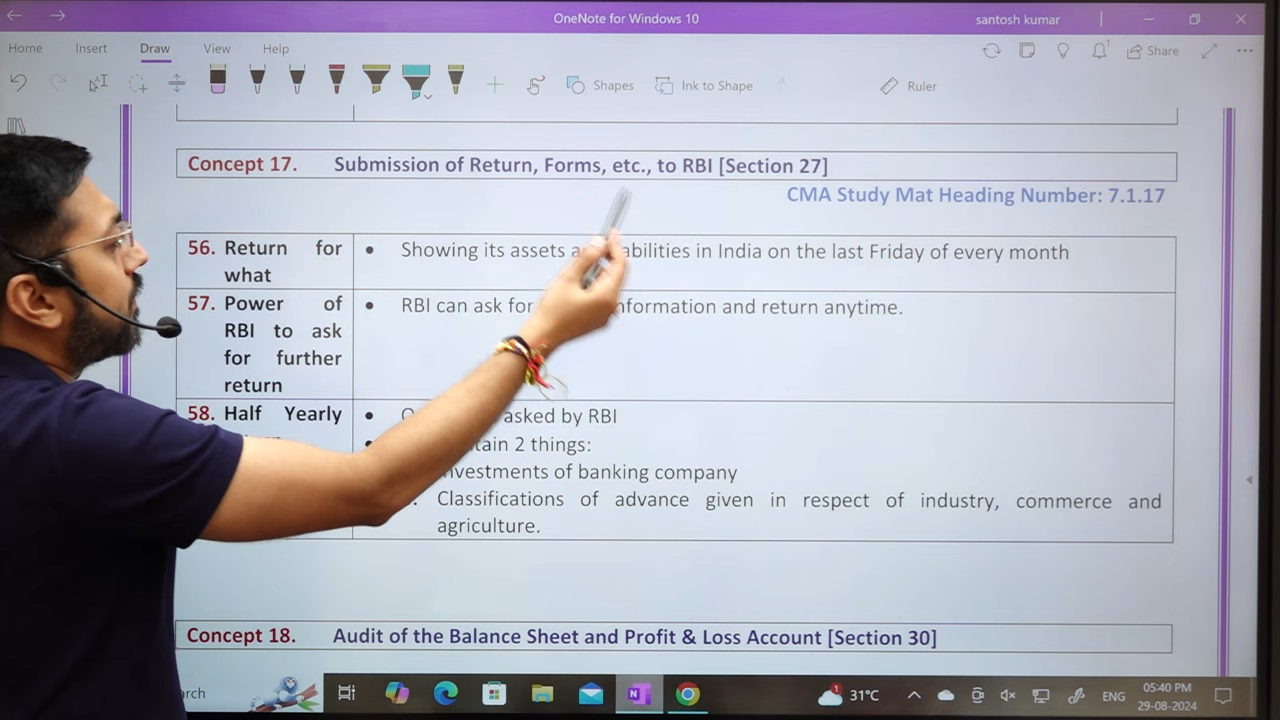 OneNote for Windows 10
santosh kumar
Home Insert Draw View Help
Share
Shapes Ink to Shape Ruler
Concept 17. Submission of Return, Forms, etc., to RBI [Section 27]
CMA Study Mat Heading Number: 7.1.17
56. Return for what
• Showing its assets abilities in India on the last Friday of every month
57. Power of RBI to ask for further return
• RBI can ask for nformation and return anytime.
58. Half Yearly
• asked by RBI
tain 2 things:
nvestments of banking company
Classifications of advance given in respect of industry, commerce and
agriculture.
Concept 18. Audit of the Balance Sheet and Profit & Loss Account [Section 30]
arch
1
31°C
ENG
05:40 PM
29-08-2024